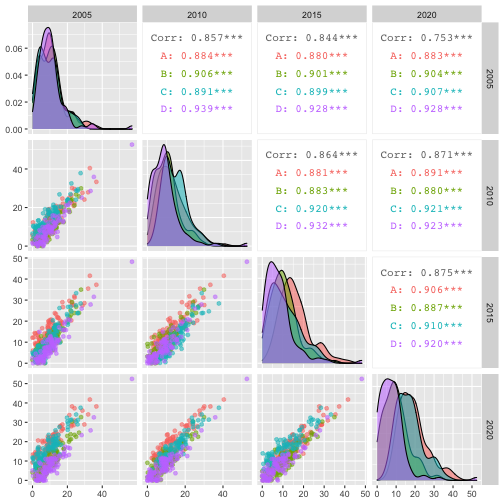 2005 2010 2015 2020
0.06
0.04
0.02
0.00
Corr: 0.857***
A: 0.884***
B: 0.906***
C: 0.891***
D: 0.939***
Corr: 0.844***
A: 0.880***
B: 0.901***
C: 0.899***
D: 0.928***
Corr: 0.753***
A: 0.883***
B: 0.904***
C: 0.907***
D: 0.928***
2005
40
20
0
Corr: 0.864***
A: 0.881***
B: 0.883***
C: 0.920***
D: 0.932***
Corr: 0.871***
A: 0.891***
B: 0.880***
C: 0.921***
D: 0.923***
2010
50
40
30
20
10
0
Corr: 0.875***
A: 0.906***
B: 0.887***
C: 0.910***
D: 0.920***
2015
50
40
30
20
10
0
2020
0 20 40
0 20 40
0 10 20 30 40 50
0 10 20 30 40 50